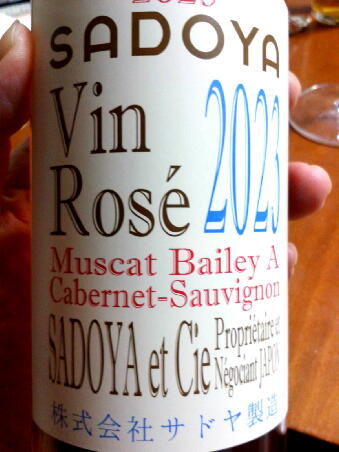 2023
SADOYA
Vin
Rosé
2023
Muscat Bailey A
Cabernet-Sauvignon
SADOYA et Cie
Propriétaire et
Négociant JAPON
株式会社サドヤ製造